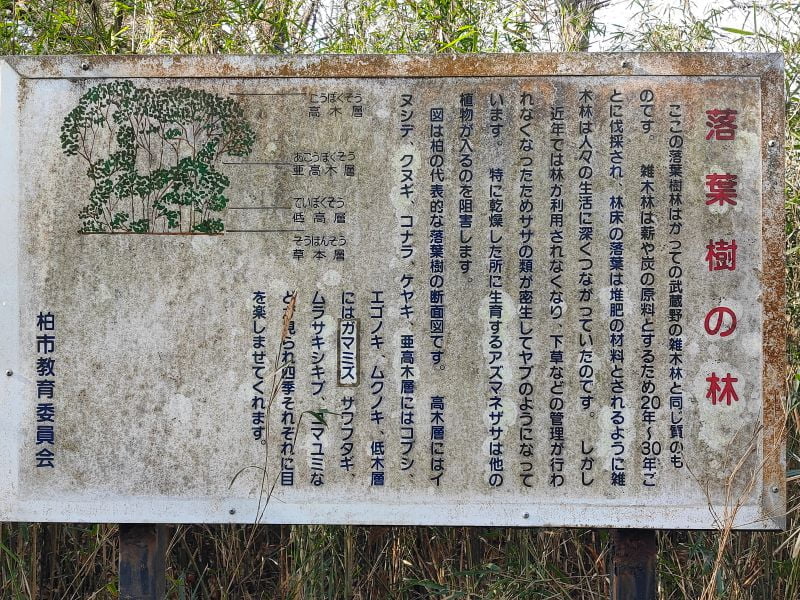 落葉樹の林
ここの落葉樹林はかつての武蔵野の雑木林と同じ質のも
のです。 雑木林は薪や炭の原料とするため20年〜30年ご
とに伐採され、林床の落葉は堆肥の材料とされるように雑
木林は人々の生活に深くつながっていたのです。 しかし
近年では林が利用されなくなり、下草などの管理が行わ
れなくなったためササの類が密生してヤブのようになって
います。 特に乾燥した所に生育するアズマネザサは他の
植物が入るのを阻害します。
図は柏の代表的な落葉樹の断面図です。 高木層にはイ
ヌシデ、クヌギ、コナラ、ケヤキ、亜高木層にはコブシ、
エゴノキ、ムクノキ、低木層
にはガマミズ、サワフタギ、
ムラサキシキブ、マユミな
どが見られ四季それぞれに目
を楽しませてくれます。
こうぼくそう
高木層
あこうぼくそう
亜高木層
ていぼくそう
低高層
そうほんそう
草本層
柏市教育委員会